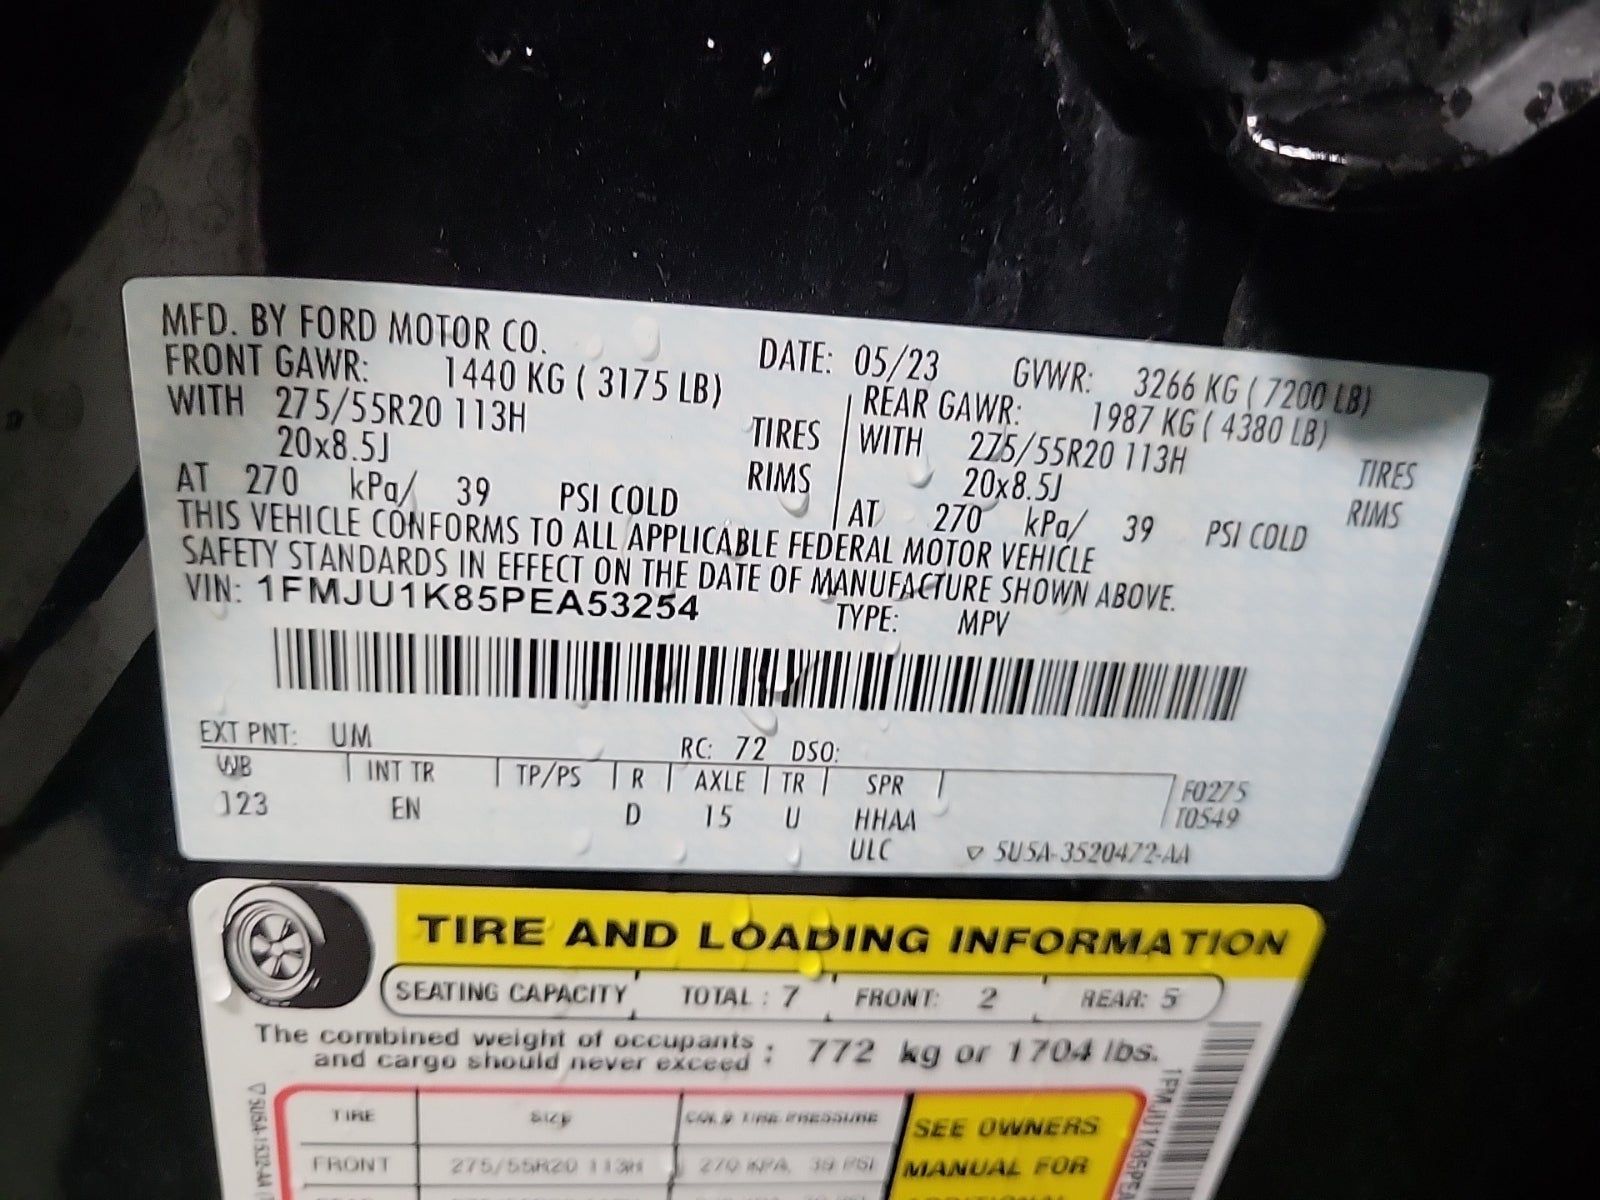 MFD. BY FORD MOTOR CO.
DATE: 05/23 GVWR: 3266 KG ( 7200 LB)
FRONT GAWR: 1440 KG ( 3175 LB)
REAR GAWR: 1987 KG ( 4380 LB)
WITH 275/55R20 113H TIRES
WITH 275/55R20 113H TIRES
20x8.5J RIMS
20x8.5J RIMS
AT 270 kPa/ 39 PSI COLD
AT 270 kPa/ 39 PSI COLD
THIS VEHICLE CONFORMS TO ALL APPLICABLE FEDERAL MOTOR VEHICLE
SAFETY STANDARDS IN EFFECT ON THE DATE OF MANUFACTURE SHOWN ABOVE.
VIN: 1FMJU1K85PEA53254 TYPE: MPV
EXT PNT: UM RC: 72 DSO:
WB INT TR TP/PS R AXLE TR SPR F0275
123 EN D 15 U HHAA T0549
ULC ▽ 5U5A-3520472-AA
TIRE AND LOADING INFORMATION
SEATING CAPACITY TOTAL : 7 FRONT: 2 REAR: 5
The combined weight of occupants
and cargo should never exceed : 772 kg or 1704 lbs.
TIRE SIZE COLD TIRE PRESSURE SEE OWNERS
FRONT 275/55R20 113H 270 KPA, 39 PSI MANUAL FOR